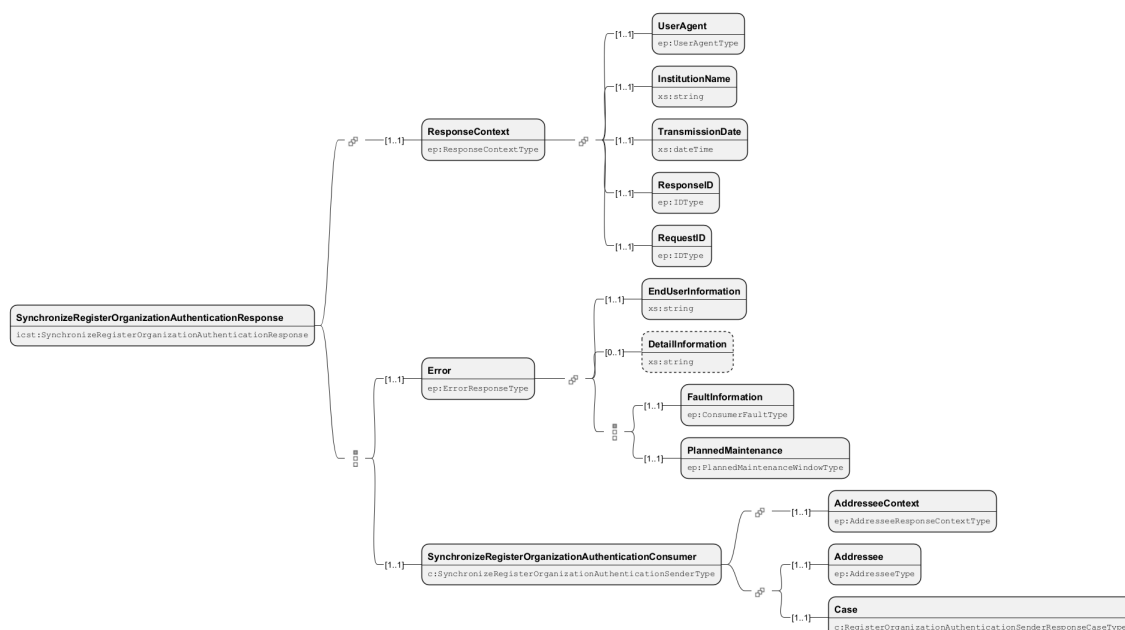 UserAgent
[1..1]
ep:UserAgentType
InstitutionName
[1..1]
xs:string
ResponseContext
[1..1]
ep:ResponseContextType
TransmissionDate
[1..1]
xs:dateTime
ResponseID
[1..1]
ep:IDType
RequestID
[1..1]
ep:IDType
SynchronizeRegisterOrganizationAuthenticationResponse
icst:SynchronizeRegisterOrganizationAuthenticationResponse
EndUserInformation
[1..1]
xs:string
DetailInformation
[0..1]
xs:string
Error
[1..1]
ep:ErrorResponseType
FaultInformation
[1..1]
ep:ConsumerFaultType
PlannedMaintenance
[1..1]
ep:PlannedMaintenanceWindowType
AddresseeContext
[1..1]
ep:AddresseeResponseContextType
SynchronizeRegisterOrganizationAuthenticationConsumer
[1..1]
c:SynchronizeRegisterOrganizationAuthenticationSenderType
Addressee
[1..1]
ep:AddresseeType
Case
[1..1]
c:RegisterOrganizationAuthenticationSenderResponseCaseType